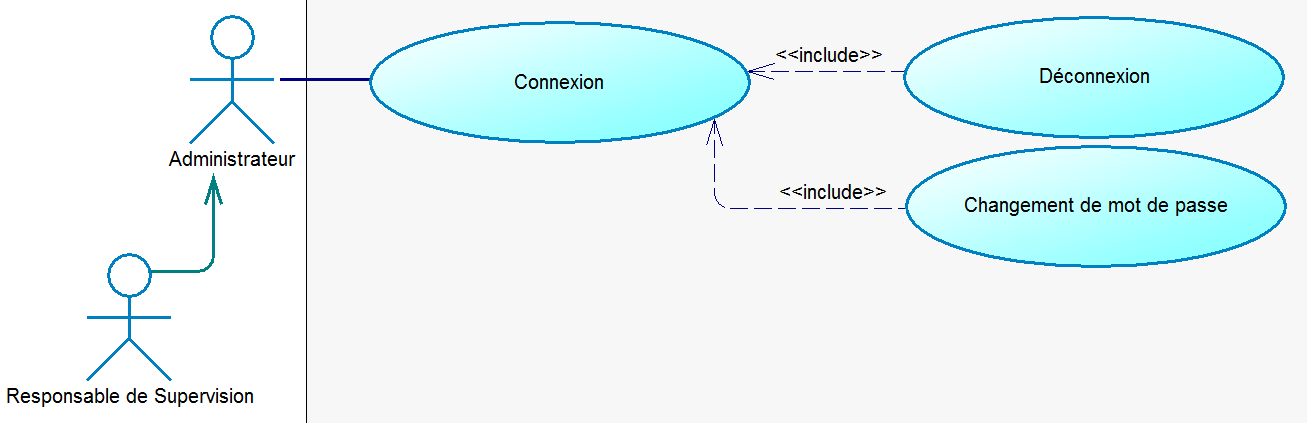 <<include>>
Connexion
Déconnexion
Administrateur
<<include>>
Changement de mot de passe
Responsable de Supervision